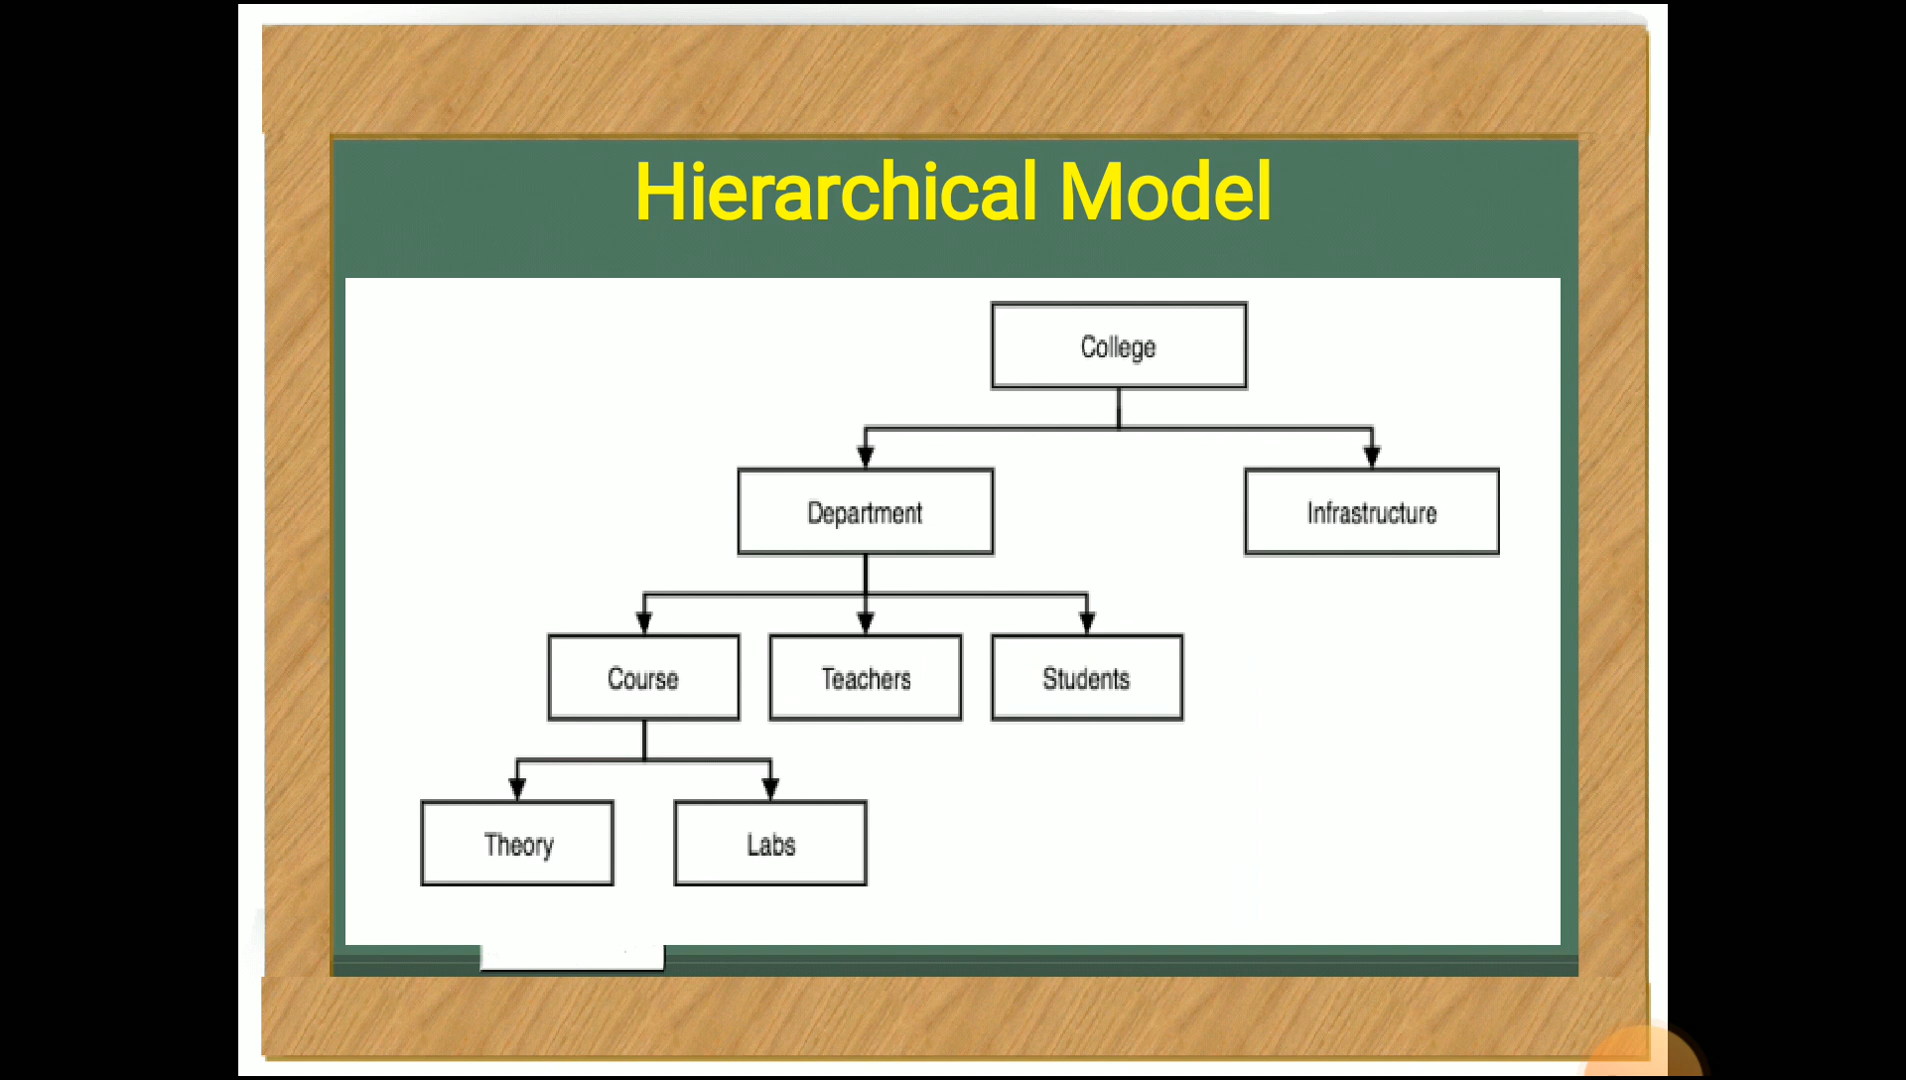 Hierarchical Model
College
Department
Infrastructure
Course
Teachers
Students
Theory
Labs